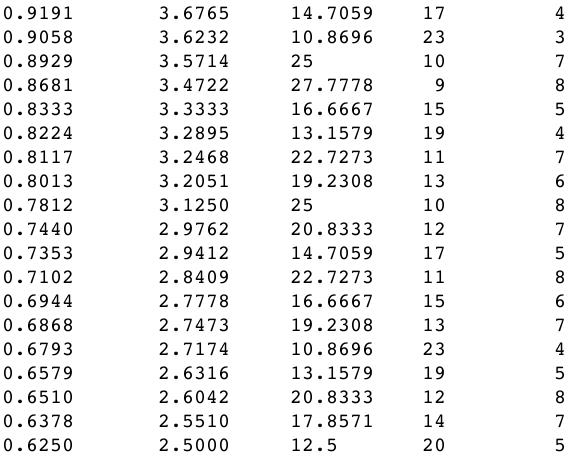 0.9191 3.6765 14.7059 17 4
0.9058 3.6232 10.8696 23 3
0.8929 3.5714 25 10 7
0.8681 3.4722 27.7778 9 8
0.8333 3.3333 16.6667 15 5
0.8224 3.2895 13.1579 19 4
0.8117 3.2468 22.7273 11 7
0.8013 3.2051 19.2308 13 6
0.7812 3.1250 25 10 8
0.7440 2.9762 20.8333 12 7
0.7353 2.9412 14.7059 17 5
0.7102 2.8409 22.7273 11 8
0.6944 2.7778 16.6667 15 6
0.6868 2.7473 19.2308 13 7
0.6793 2.7174 10.8696 23 4
0.6579 2.6316 13.1579 19 5
0.6510 2.6042 20.8333 12 8
0.6378 2.5510 17.8571 14 7
0.6250 2.5000 12.5 20 5